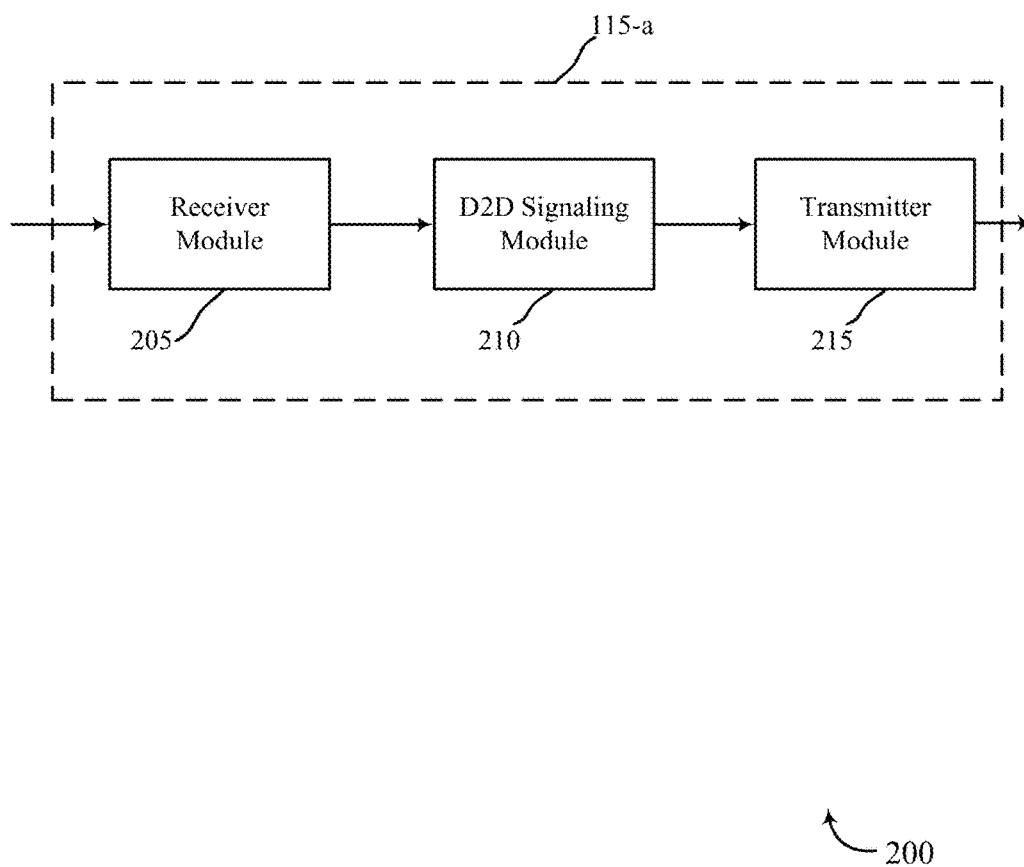 115-a
Receiver
Module
D2D Signaling
Module
Transmitter
Module
205
210
215
200